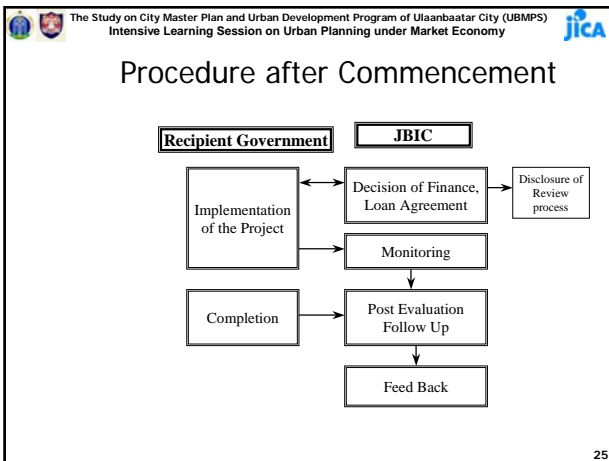 The Study on City Master Plan and Urban Development Program of Ulaanbaatar City (UBMPS)
Intensive Learning Session on Urban Planning under Market Economy
jica
Procedure after Commencement
Recipient Government
JBIC
Implementation
of the Project
Decision of Finance,
Loan Agreement
Disclosure of
Review
process
Monitoring
Completion
Post Evaluation
Follow Up
Feed Back
25